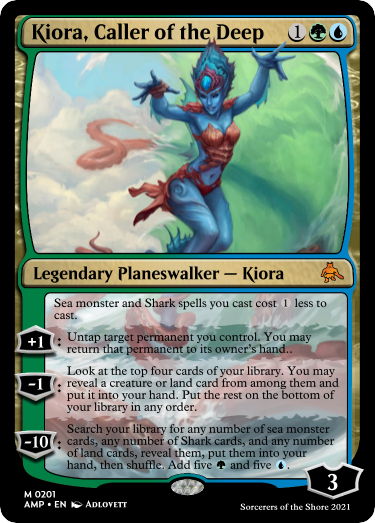 Kiora, Caller of the Deep 1
Legendary Planeswalker — Kiora
Sea monster and Shark spells you cast cost 1 less to
cast.
+1: Untap target permanent you control. You may
return that permanent to its owner's hand..
-1: Look at the top four cards of your library. You may
reveal a creature or land card from among them and
put it into your hand. Put the rest on the bottom of
your library in any order.
-10: Search your library for any number of sea monster
cards, any number of Shark cards, and any number
of land cards, reveal them, put them into your
hand, then shuffle. Add five and five .
3
M 0201
AMP • EN Adlovett
Sorcerers of the Shore 2021